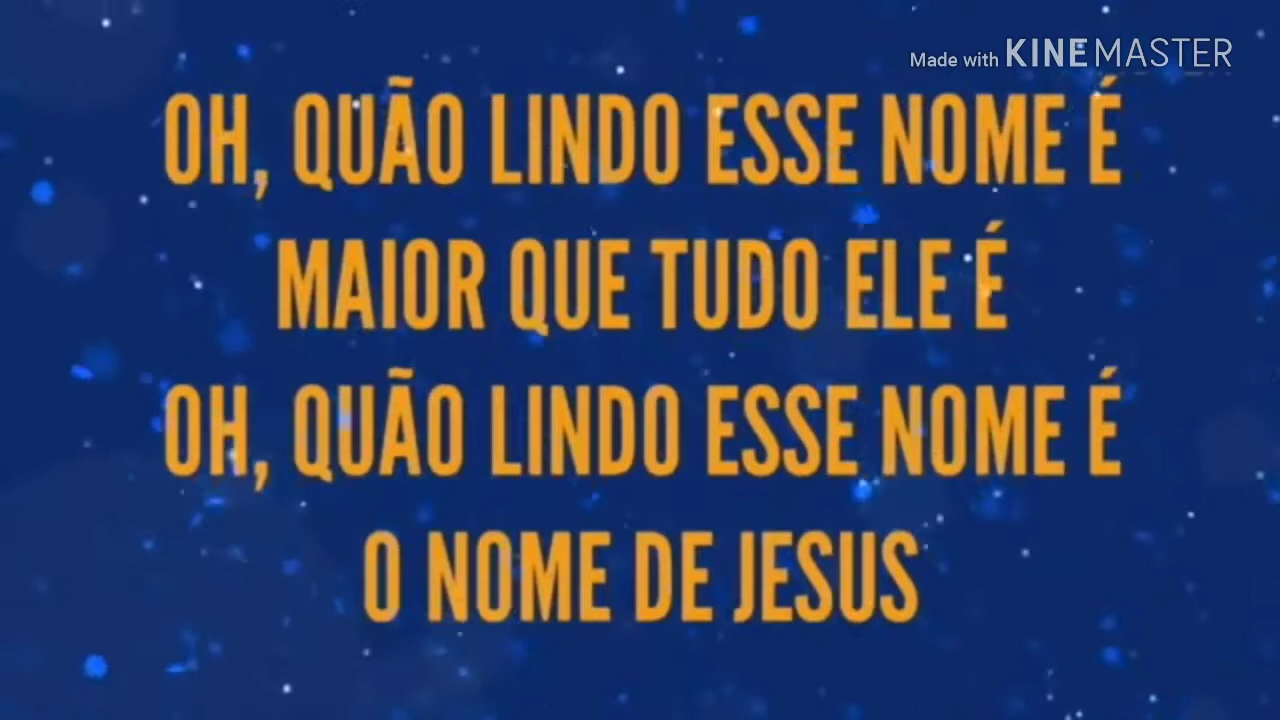 Made with KINEMASTER
OH, QUÃO LINDO ESSE NOME É
MAIOR QUE TUDO ELE É
OH, QUÃO LINDO ESSE NOME É
O NOME DE JESUS